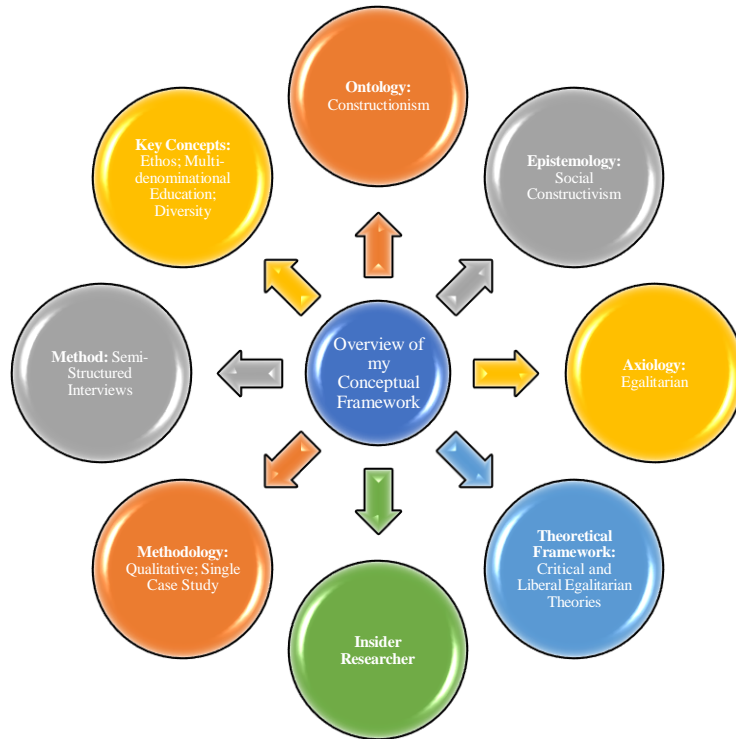 Ontology:
Constructionism
Key Concepts:
Ethos; Multi-
denominational
Education;
Diversity
Epistemology:
Social
Constructivism
Overview of
my
Conceptual
Framework
Method: Semi-
Structured
Interviews
Axiology:
Egalitarian
Methodology:
Qualitative; Single
Case Study
Theoretical
Framework:
Critical and
Liberal Egalitarian
Theories
Insider
Researcher